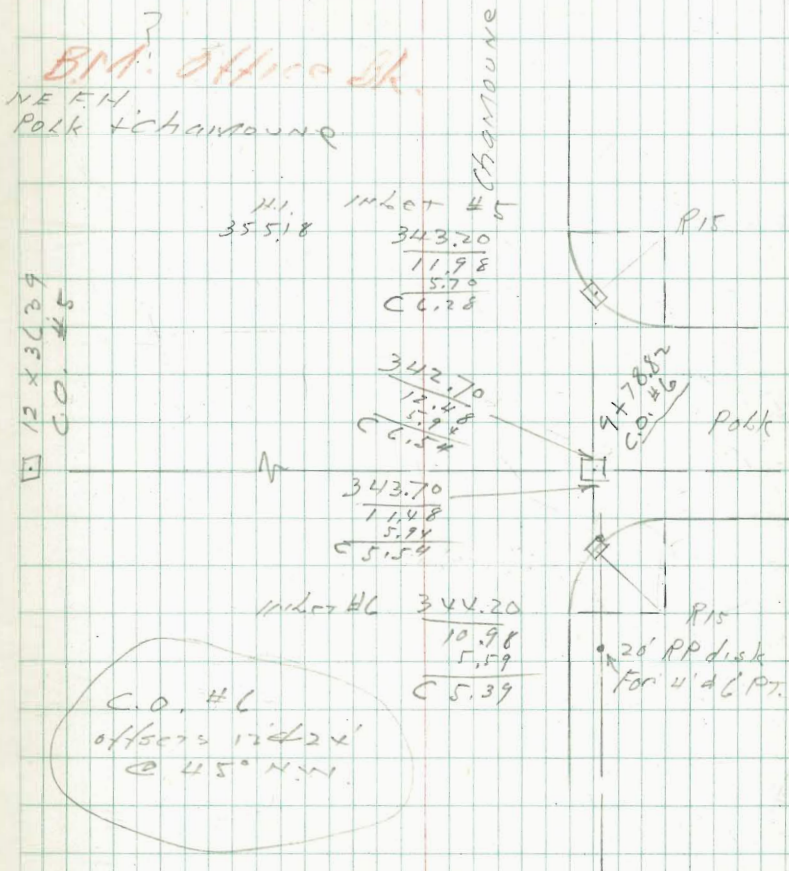 ?
B.M. Office Bk.
NE F.H.
Polk + Chamoune
Chamoune
H.I.
355.18
Inlet #5
343.20
11.98
5.70
C 6.28
R15
12 x 36 39
C.O. #5
342.70
12.48
5.94
C 6.54
9+78.82
C.O. #6
Polk
343.70
11.48
5.94
C 5.54
Inlet #6 344.20
10.98
5.59
C 5.39
R15
20' RP disk
For 4' & 6' PT.
C.O. #6
offsets 12' & 24'
@ 45° N.W.